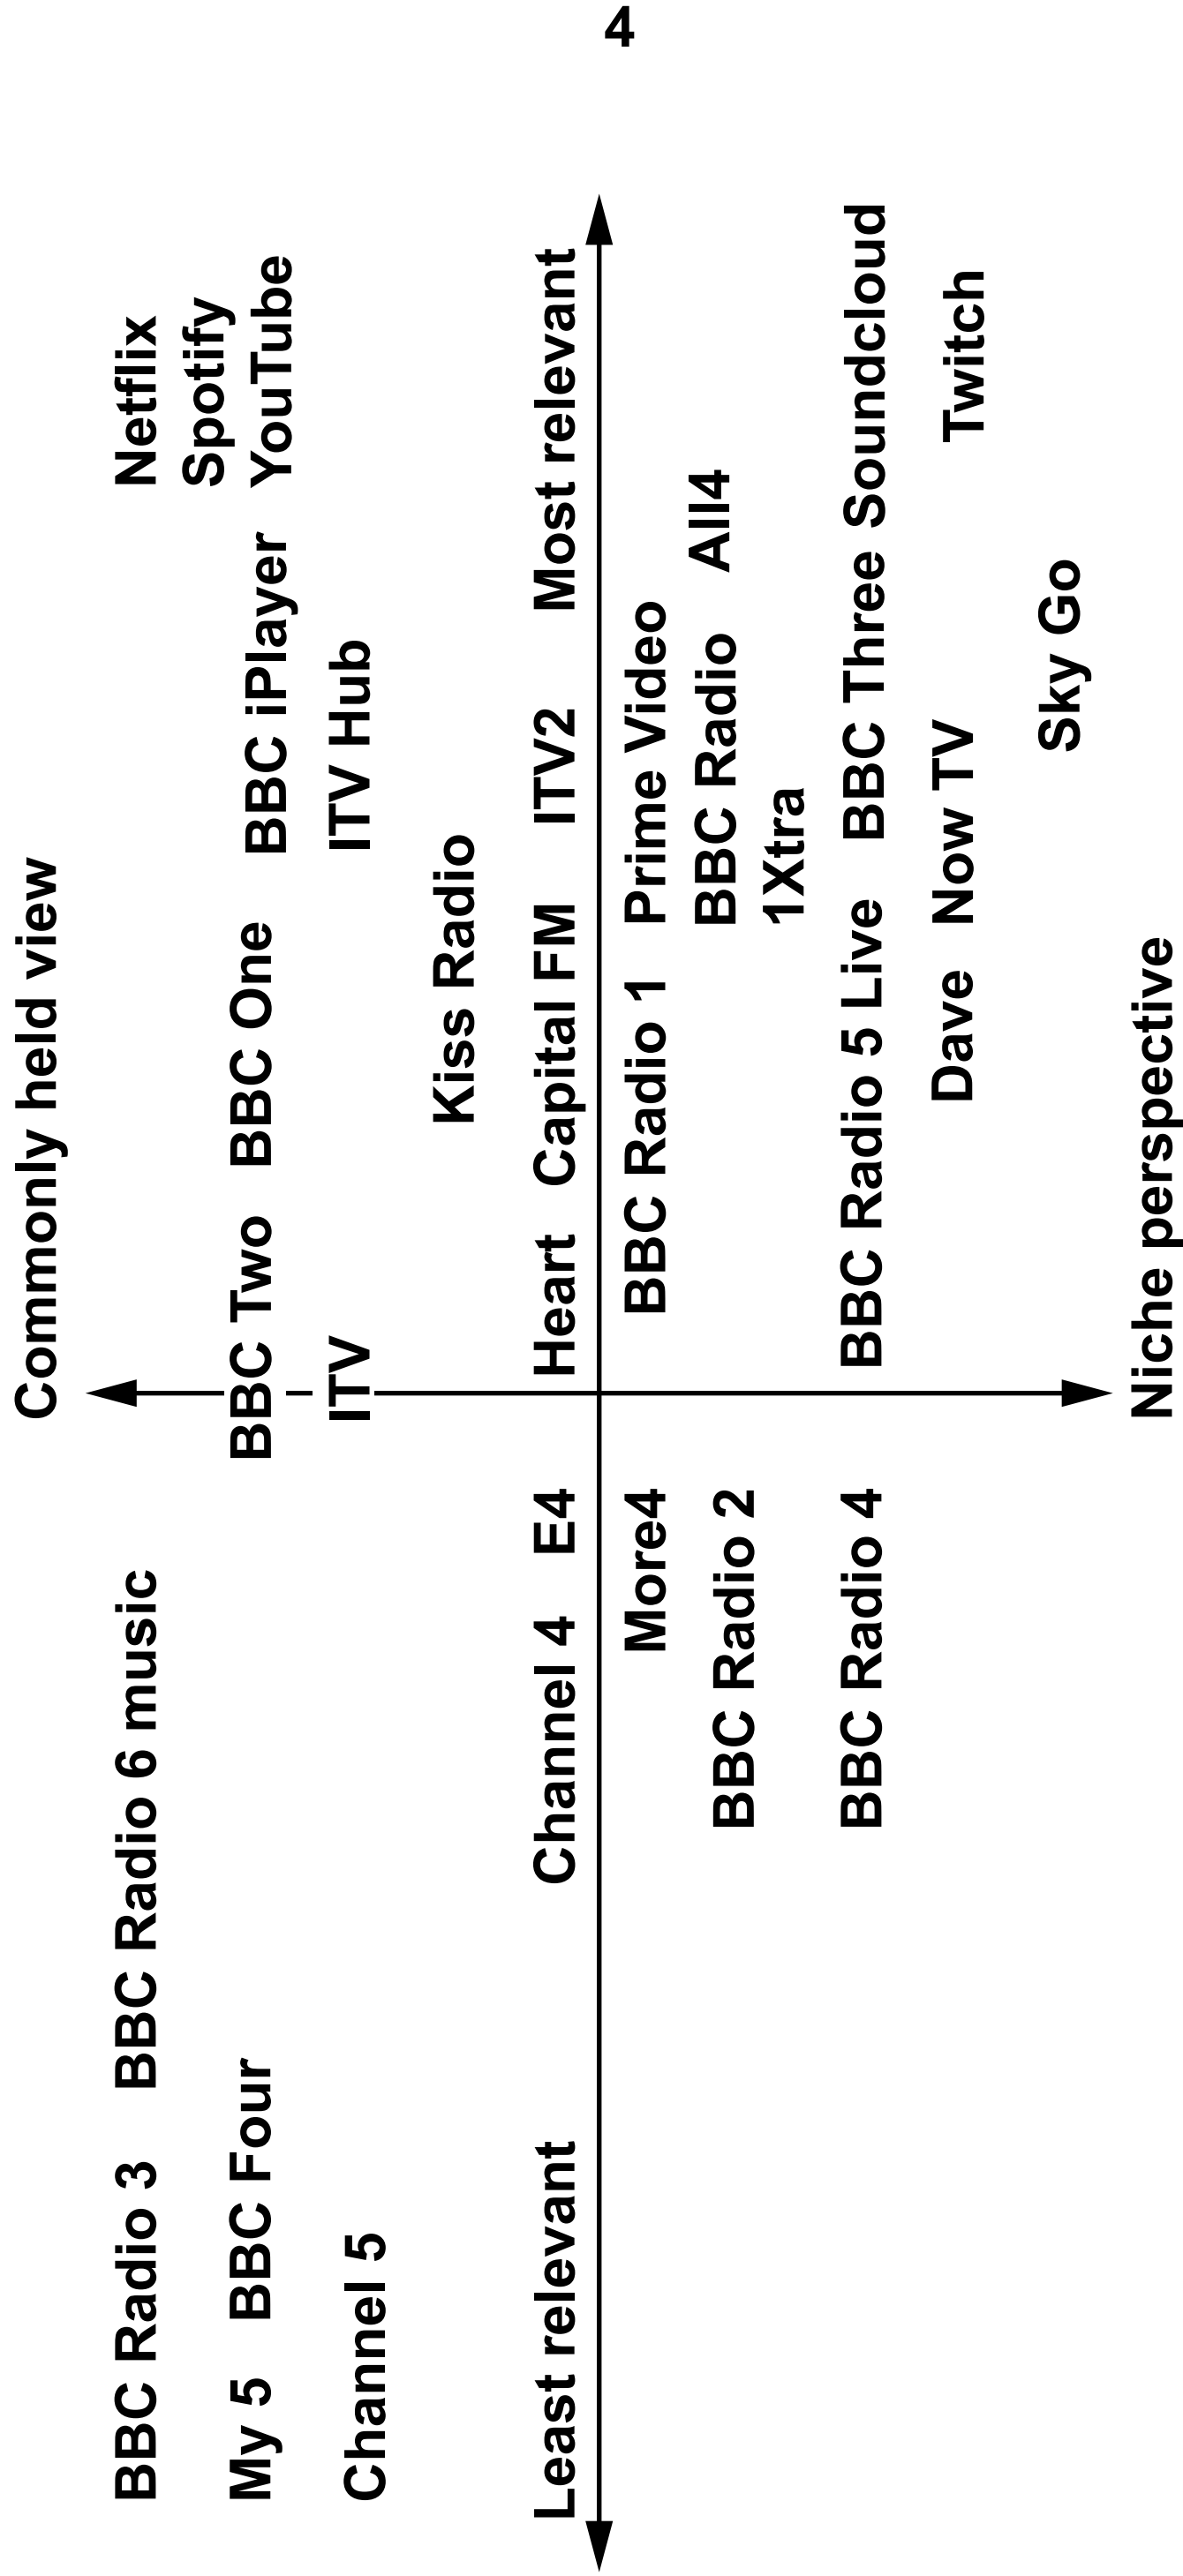 Commonly held view
BBC Radio 3 BBC Radio 6 music Netflix
Spotify
My 5 BBC Four BBC Two BBC One BBC iPlayer YouTube
Channel 5 ITV ITV Hub
Kiss Radio
Least relevant Channel 4 E4 Heart Capital FM ITV2 Most relevant
4
More4 BBC Radio 1 Prime Video
BBC Radio 2 BBC Radio All4
1Xtra
BBC Radio 4 BBC Radio 5 Live BBC Three Soundcloud
Dave Now TV Twitch
Sky Go
Niche perspective